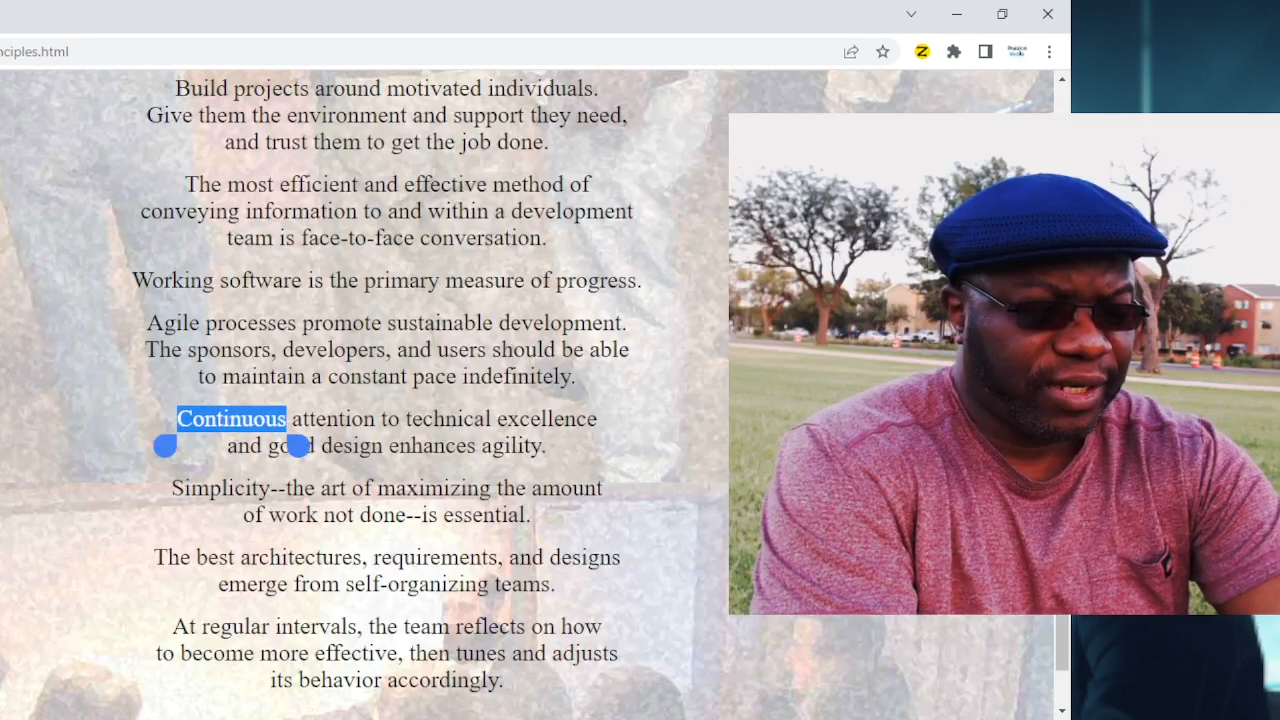 nciples.html
Build projects around motivated individuals.
Give them the environment and support they need,
and trust them to get the job done.
The most efficient and effective method of
conveying information to and within a development
team is face-to-face conversation.
Working software is the primary measure of progress.
Agile processes promote sustainable development.
The sponsors, developers, and users should be able
to maintain a constant pace indefinitely.
Continuous attention to technical excellence
and good design enhances agility.
Simplicity--the art of maximizing the amount
of work not done--is essential.
The best architectures, requirements, and designs
emerge from self-organizing teams.
At regular intervals, the team reflects on how
to become more effective, then tunes and adjusts
its behavior accordingly.